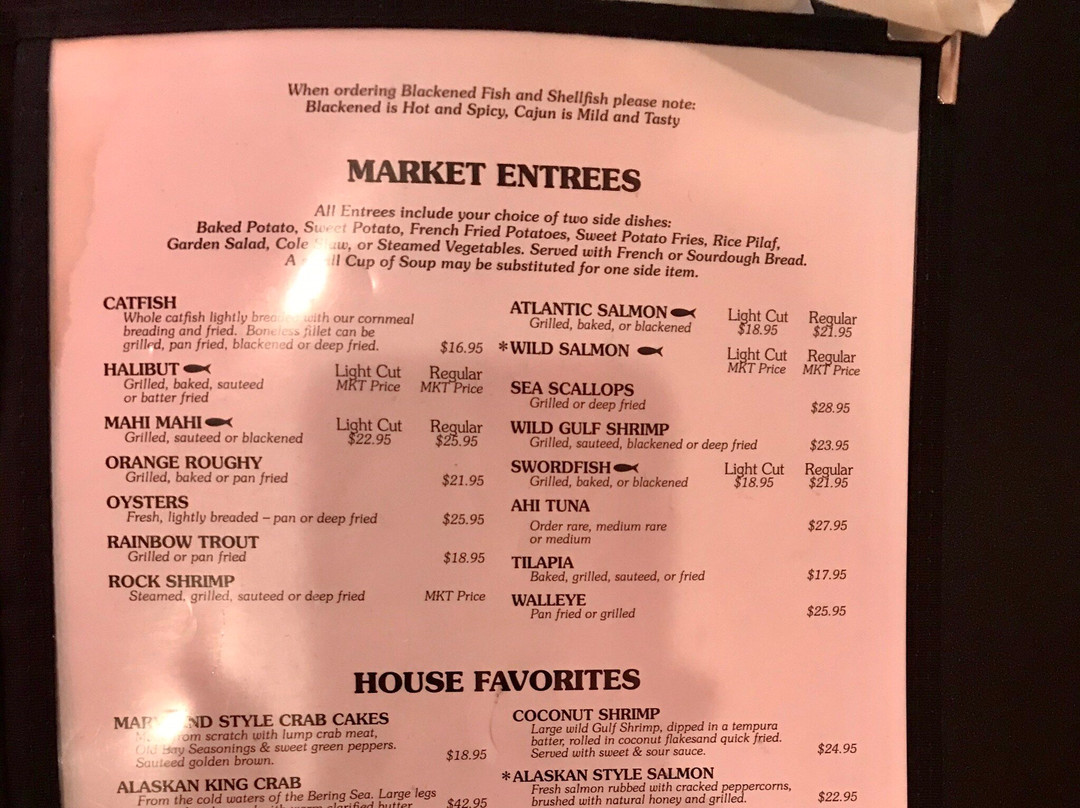 When ordering Blackened Fish and Shellfish please note:
Blackened is Hot and Spicy, Cajun is Mild and Tasty
MARKET ENTREES
All Entrees include your choice of two side dishes:
Baked Potato, Sweet Potato, French Fried Potatoes, Sweet Potato Fries, Rice Pilaf,
Garden Salad, Cole Slaw, or Steamed Vegetables. Served with French or Sourdough Bread.
A Cup of Soup may be substituted for one side item.
CATFISH
Whole catfish lightly breaded with our cornmeal
breading and fried. Boneless fillet can be
grilled, pan fried, blackened or deep fried. $16.95
HALIBUT Light Cut Regular
Grilled, baked, sauteed MKT Price MKT Price
or batter fried
MAHI MAHI Light Cut Regular
Grilled, sauteed or blackened $22.95 $25.95
ORANGE ROUGHY
Grilled, baked or pan fried $21.95
OYSTERS
Fresh, lightly breaded – pan or deep fried $25.95
RAINBOW TROUT
Grilled or pan fried $18.95
ROCK SHRIMP
Steamed, grilled, sauteed or deep fried MKT Price
ATLANTIC SALMON Light Cut Regular
Grilled, baked, or blackened $18.95 $21.95
*WILD SALMON Light Cut Regular
MKT Price MKT Price
SEA SCALLOPS
Grilled or deep fried $28.95
WILD GULF SHRIMP
Grilled, sauteed, blackened or deep fried $23.95
SWORDFISH Light Cut Regular
Grilled, baked, or blackened $18.95 $21.95
AHI TUNA
Order rare, medium rare $27.95
or medium
TILAPIA
Baked, grilled, sauteed, or fried $17.95
WALLEYE
Pan fried or grilled $25.95
HOUSE FAVORITES
MARYLAND STYLE CRAB CAKES
from scratch with lump crab meat,
Old Bay Seasonings & sweet green peppers.
Sauteed golden brown. $18.95
ALASKAN KING CRAB
From the cold waters of the Bering Sea. Large legs
with warm clarified butter $42.95
COCONUT SHRIMP
Large wild Gulf Shrimp, dipped in a tempura
batter, rolled in coconut flakesand quick fried.
Served with sweet & sour sauce. $24.95
*ALASKAN STYLE SALMON
Fresh salmon rubbed with cracked peppercorns,
brushed with natural honey and grilled. $22.95